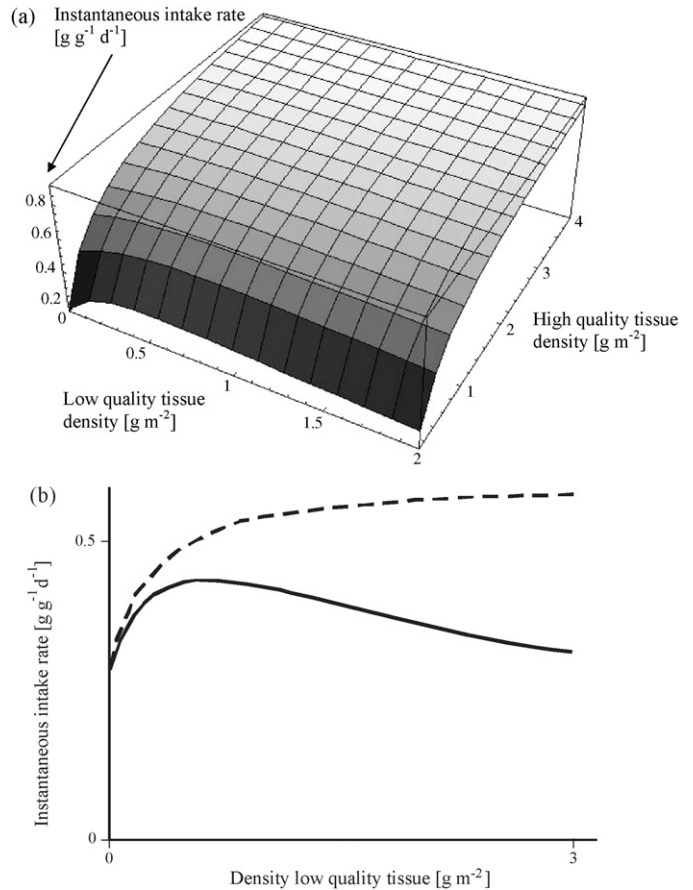 (a)
Instantaneous intake rate
[g g⁻¹ d⁻¹]
0.8
0.6
0.4
0.2
0
0.5
1
1.5
2
Low quality tissue
density [g m⁻²]
1
2
3
4
High quality tissue
density [g m⁻²]
(b)
Instantaneous intake rate [g g⁻¹ d⁻¹]
0.5
0
0
3
Density low quality tissue [g m⁻²]